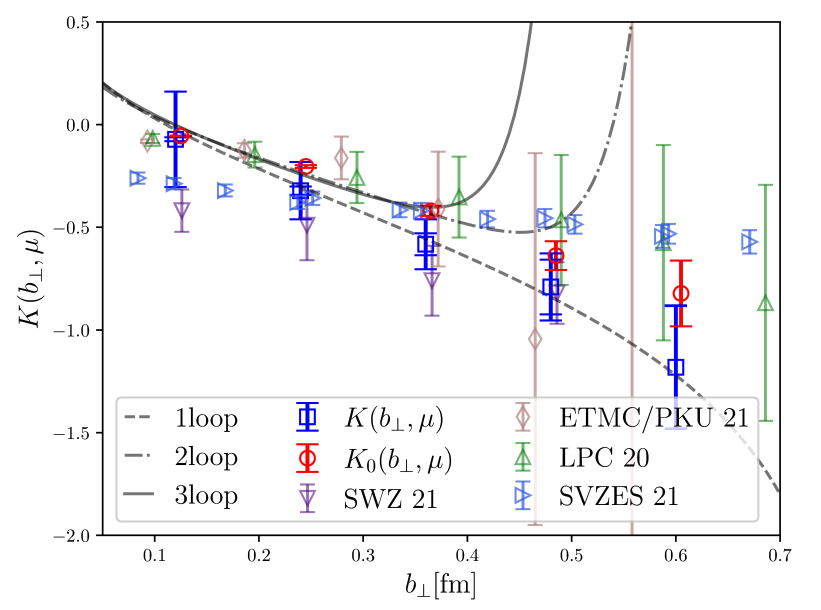 0.5
0.0
−0.5
−1.0
−1.5
−2.0
K(b⊥, μ)
1loop
2loop
3loop
K(b⊥, μ)
K₀(b⊥, μ)
SWZ 21
ETMC/PKU 21
LPC 20
SVZES 21
0.1 0.2 0.3 0.4 0.5 0.6 0.7
b⊥[fm]